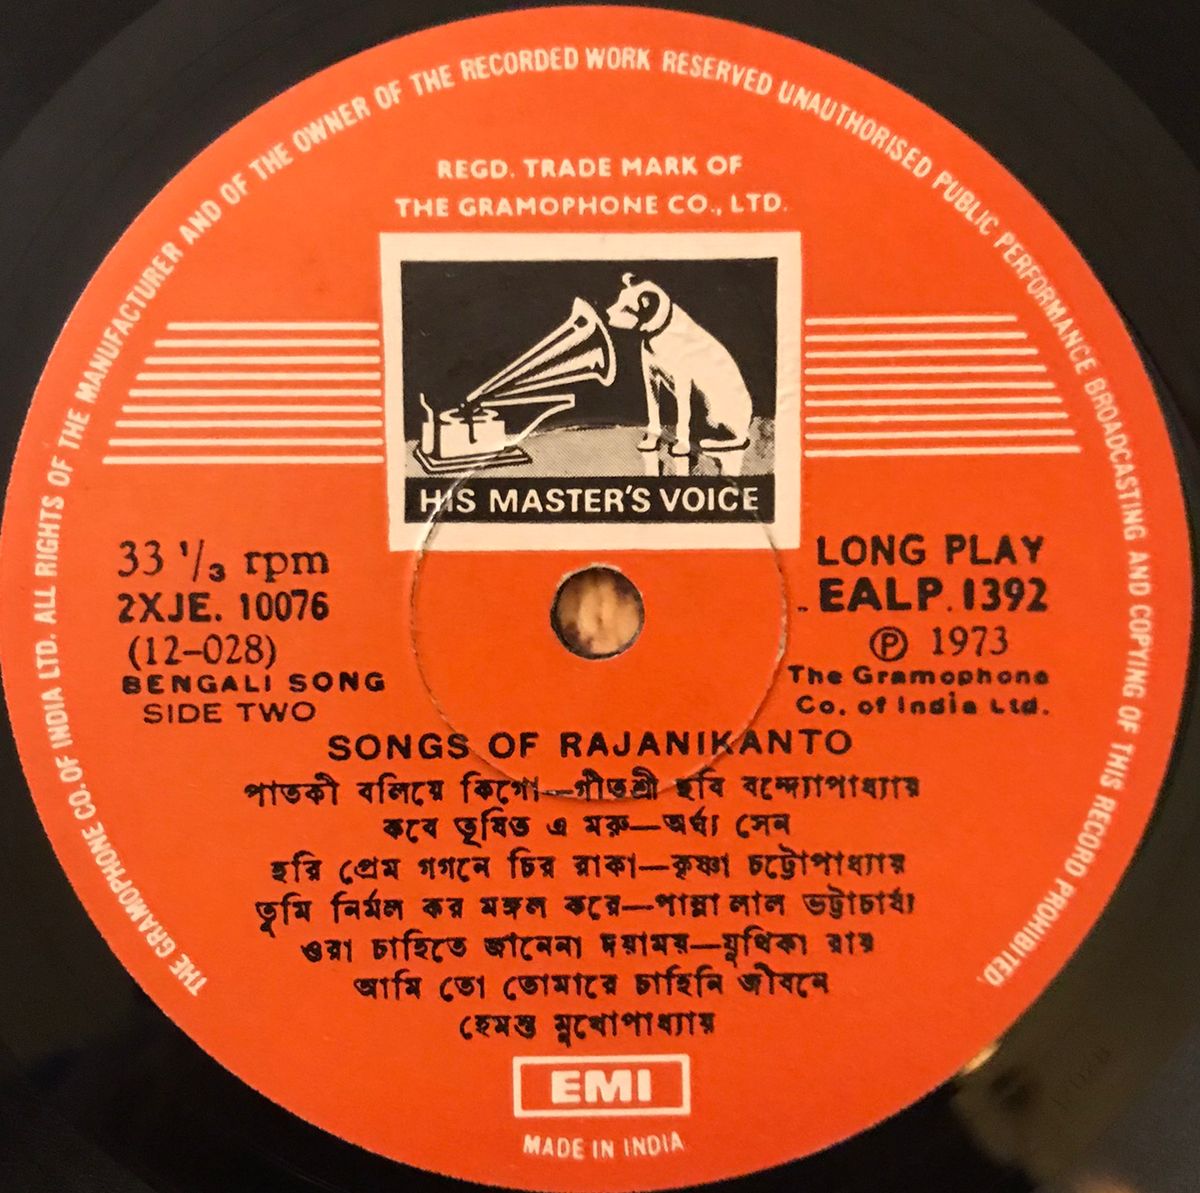 THE GRAMOPHONE CO. OF INDIA LTD. ALL RIGHTS OF THE MANUFACTURER AND OF THE OWNER OF THE RECORDED WORK RESERVED UNAUTHORISED PUBLIC PERFORMANCE BROADCASTING AND COPYING OF THIS RECORD PROHIBITED.
REGD. TRADE MARK OF
THE GRAMOPHONE CO., LTD.
HIS MASTER'S VOICE
33 1/3 rpm
2XJE. 10076
(12-028)
BENGALI SONG
SIDE TWO
LONG PLAY
EALP. 1392
℗ 1973
The Gramophone
Co. of India Ltd.
SONGS OF RAJANIKANTO
পাতকী বলিয়ে কিগো—গীতশ্রী ছবি বন্দ্যোপাধ্যায়
কবে তৃষিত এ মরু—অর্ঘ্য সেন
হরি প্রেম গগনে চির রাকা—কৃষ্ণা চট্টোপাধ্যায়
তুমি নির্মল কর মঙ্গল করে—পান্না লাল ভট্টাচার্য্য
ওরা চাহিতে জানেনা দয়াময়—যুথিকা রায়
আমি তো তোমারে চাহিনি জীবনে
হেমন্ত মুখোপাধ্যায়
EMI
MADE IN INDIA